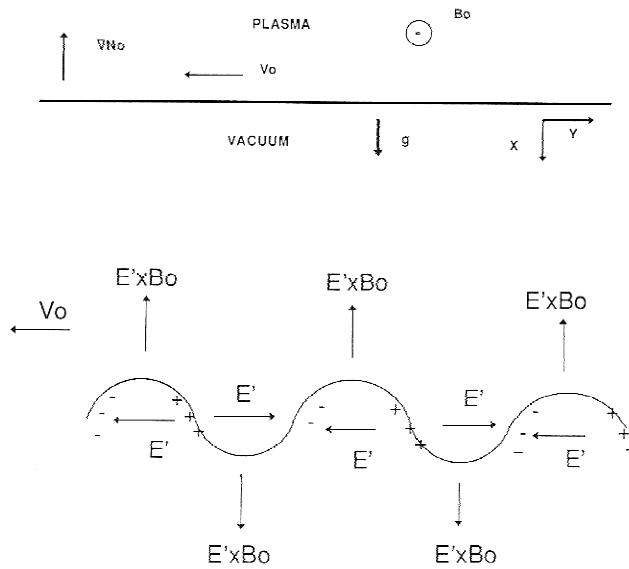 PLASMA
Bo
∇No
Vo
VACUUM
g
X
Y
E'xBo
E'xBo
E'xBo
Vo
E'
E'
- - -
+ + +
- -
+ + +
- - -
+ + +
E'
E'
E'
E'xBo
E'xBo